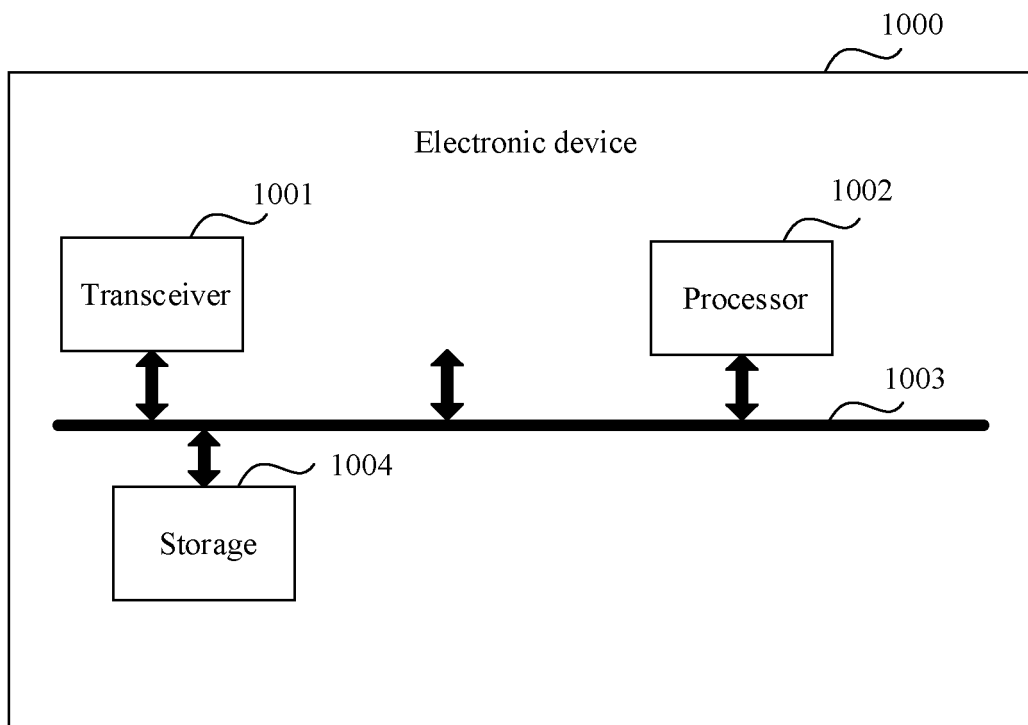 1000
Electronic device
1001
1002
Transceiver
Processor
1003
1004
Storage